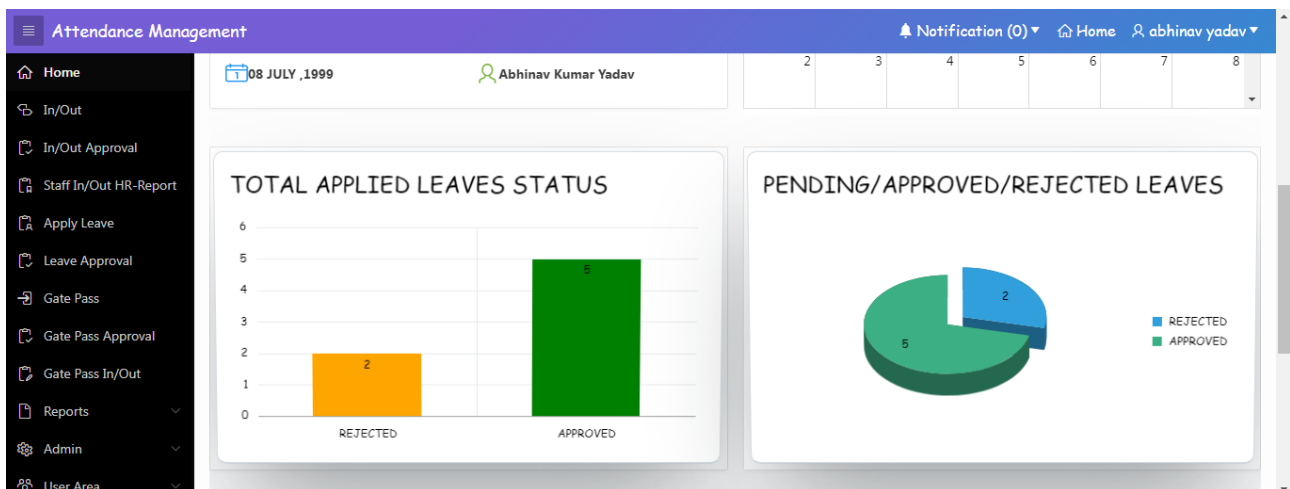 Attendance Management
Notification (0) Home abhinav yadav
Home
In/Out
In/Out Approval
Staff In/Out HR-Report
Apply Leave
Leave Approval
Gate Pass
Gate Pass Approval
Gate Pass In/Out
Reports
Admin
User Area
1 08 JULY ,1999 Abhinav Kumar Yadav
2 3 4 5 6 7 8
TOTAL APPLIED LEAVES STATUS
6
5
4
3
2
1
0
5
2
REJECTED APPROVED
PENDING/APPROVED/REJECTED LEAVES
2
5
REJECTED
APPROVED